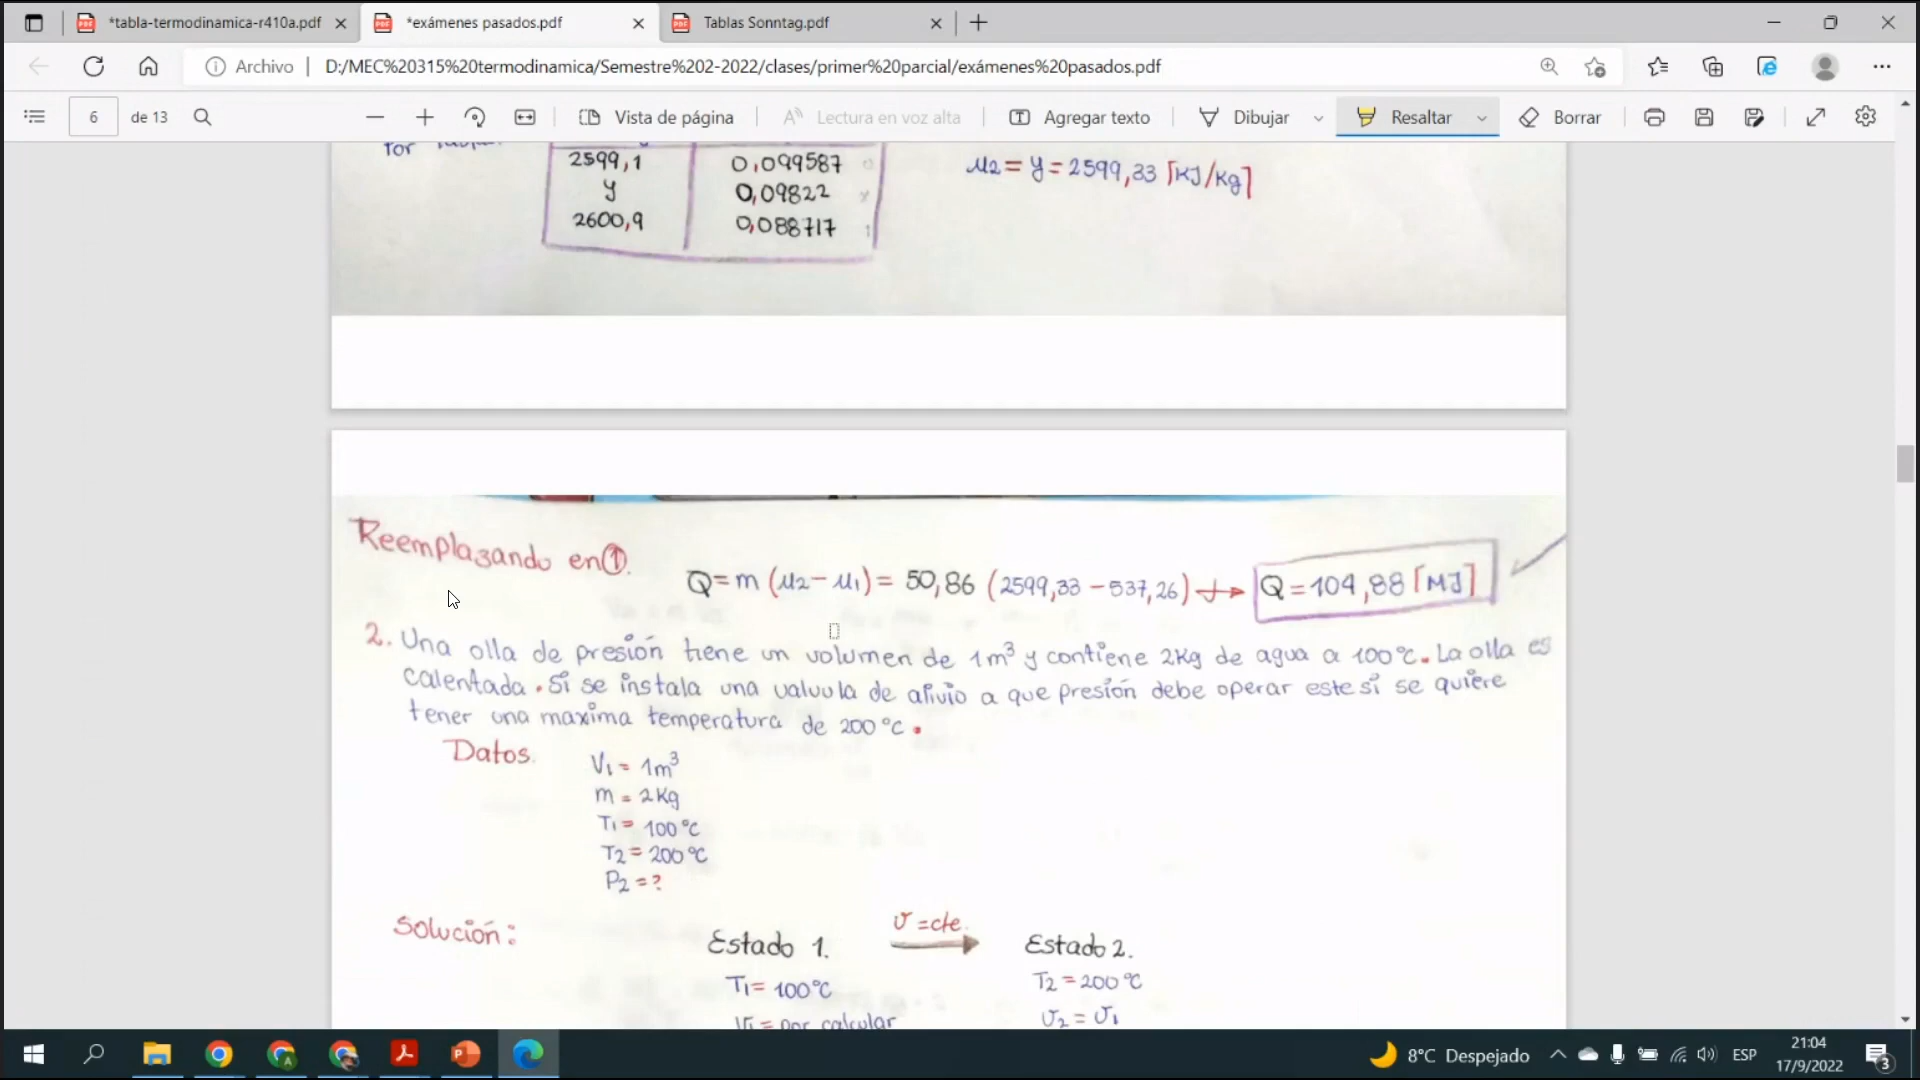 *tabla-termodinamica-r410a.pdf
*exámenes pasados.pdf
Tablas Sonntag.pdf
Archivo
D:/MEC%20315%20termodinamica/Semestre%202-2022/clases/primer%20parcial/exámenes%20pasados.pdf
6 de 13
Vista de página
Lectura en voz alta
Agregar texto
Dibujar
Resaltar
Borrar
2599,1 0,099587
y 0,09822
2600,9 0,088717
μ2 = y = 2599,33 [KJ/Kg]
Reemplazando en ①.
Q = m (μ2 - μ1) = 50,86 (2599,33 - 537,26) → Q = 104,88 [MJ]
2. Una olla de presión tiene un volumen de 1m³ y contiene 2Kg de agua a 100°C. La olla es
calentada. Si se instala una valvula de alivio a que presión debe operar este si se quiere
tener una maxima temperatura de 200°C.
Datos.
V1 = 1m³
m = 2Kg
T1 = 100°C
T2 = 200°C
P2 = ?
Solución:
Estado 1.
v = cte.
Estado 2.
T1 = 100°C
T2 = 200°C
V1 = por calcular
v2 = v1
8°C Despejado
ESP
21:04
17/9/2022
3